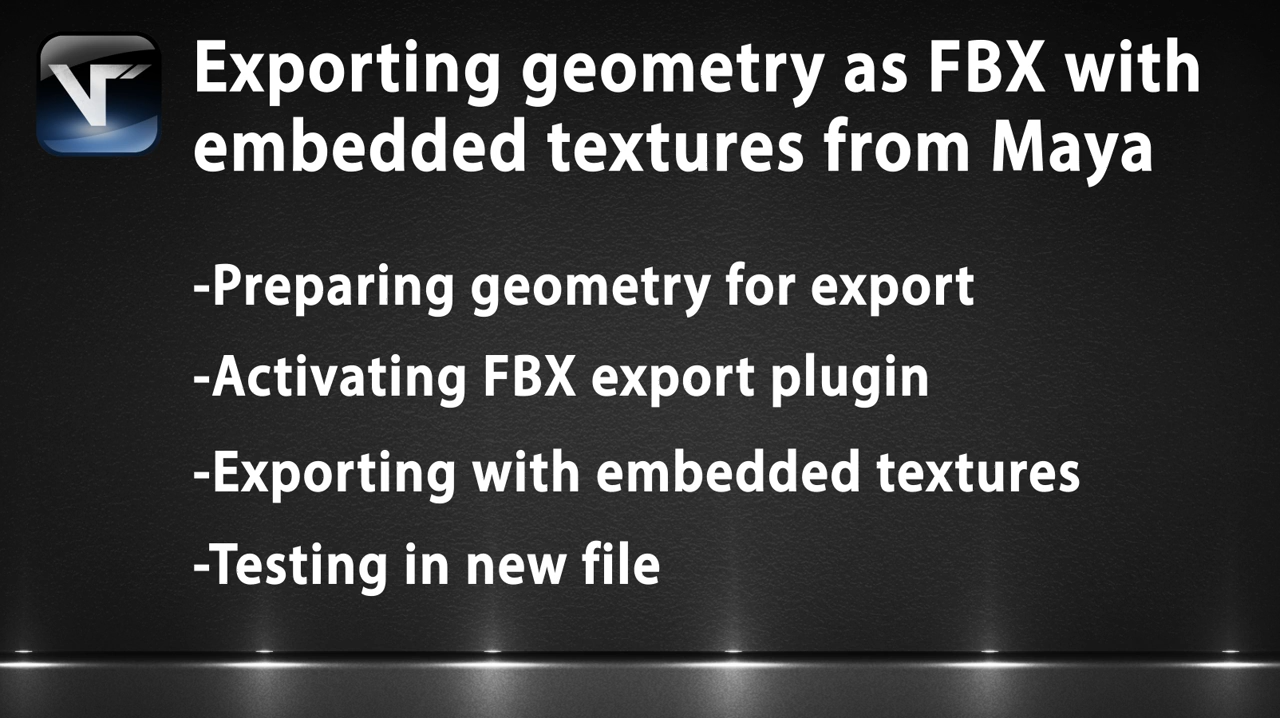 Exporting geometry as FBX with
embedded textures from Maya
-Preparing geometry for export
-Activating FBX export plugin
-Exporting with embedded textures
-Testing in new file